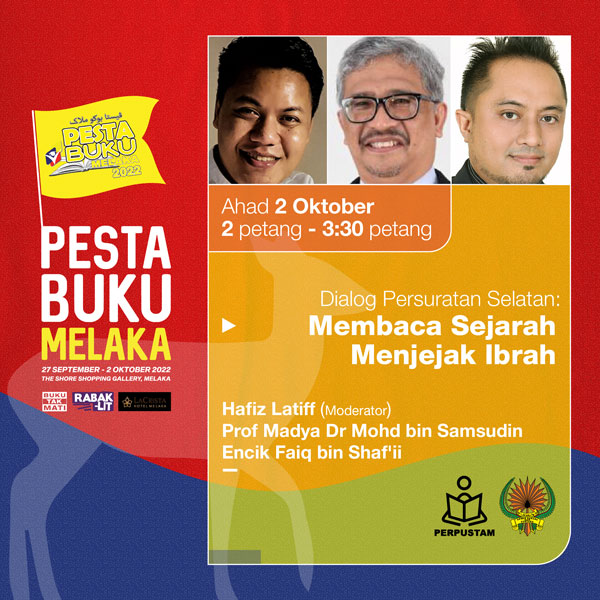 ڤيستا بوكو ملاک
PESTA
BUKU
MELAKA
2022
PESTA
BUKU
MELAKA
27 SEPTEMBER - 2 OKTOBER 2022
THE SHORE SHOPPING GALLERY, MELAKA
BUKU
TAK
MATI
RABAK
-LIT
LACRISTA
HOTEL MELAKA
Ahad 2 Oktober
2 petang - 3:30 petang
Dialog Persuratan Selatan:
Membaca Sejarah
Menjejak Ibrah
Hafiz Latiff (Moderator)
Prof Madya Dr Mohd bin Samsudin
Encik Faiq bin Shaf'ii
PERPUSTAM